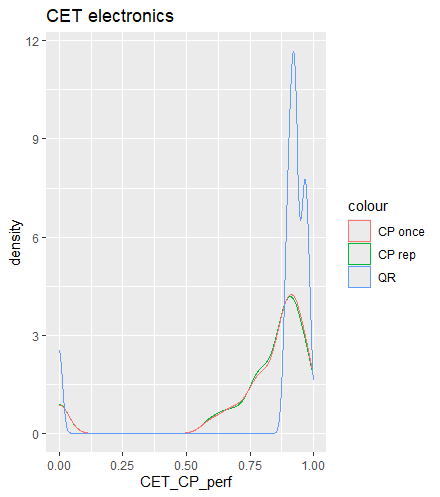 CET electronics
12
9
6
3
0
density
0.00 0.25 0.50 0.75 1.00
CET_CP_perf
colour
CP once
CP rep
QR